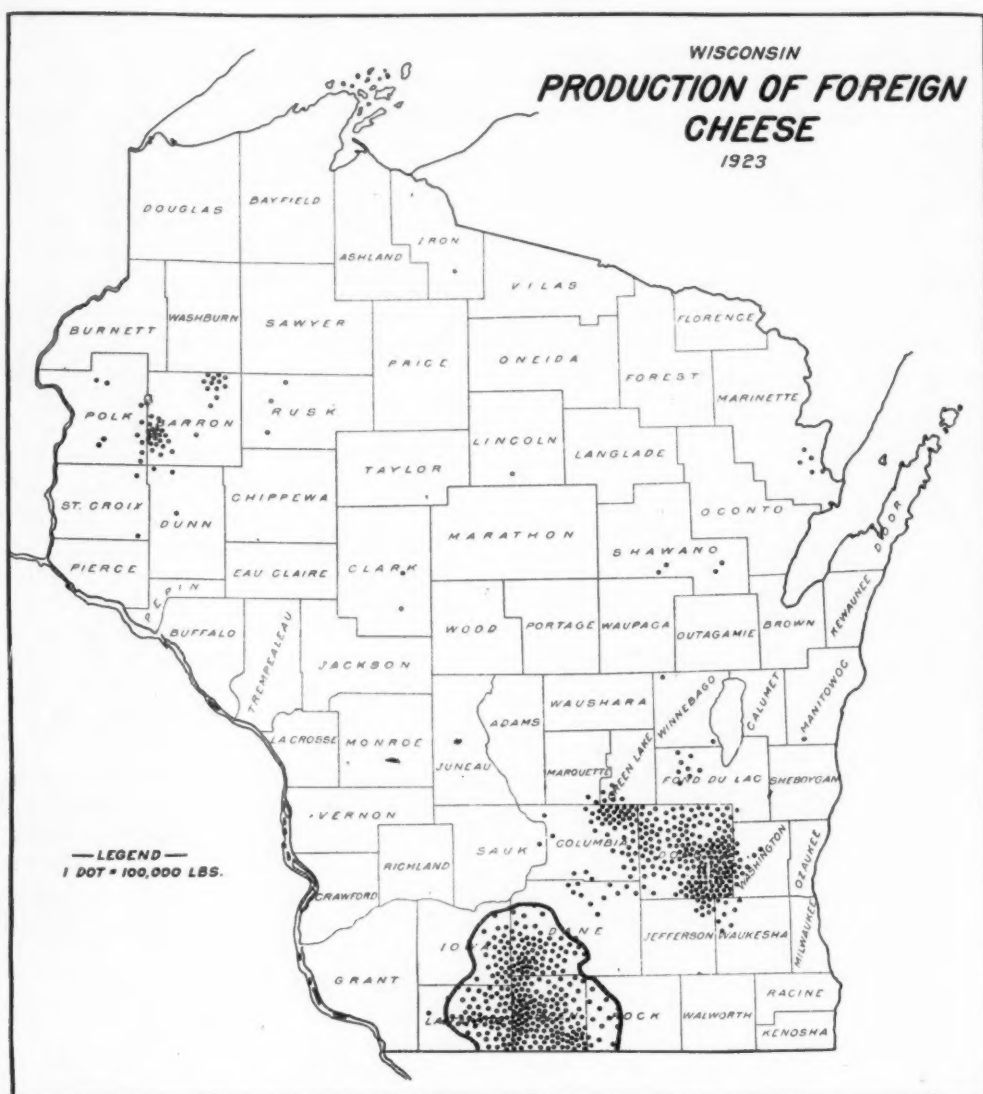 WISCONSIN
PRODUCTION OF FOREIGN
CHEESE
1923
DOUGLAS
BAYFIELD
ASHLAND
IRON
VILAS
FLORENCE
BURNETT
WASHBURN
SAWYER
PRICE
ONEIDA
FOREST
MARINETTE
POLK
ARRON
RUSK
LINCOLN
LANGLADE
TAYLOR
CHIPPEWA
OCONTO
DOOR
ST. CROIX
DUNN
MARATHON
SHAWANO
PIERCE
EAU CLAIRE
CLARK
PEPIN
BUFFALO
TREMPEALEAU
JACKSON
WOOD
PORTAGE
WAUPACA
OUTAGAMIE
BROWN
KEWAUNEE
LA CROSSE
MONROE
JUNEAU
ADAMS
WAUSHARA
WINNEBAGO
CALUMET
MANITOWOC
MARQUETTE
GREEN LAKE
FOND DU LAC
SHEBOYGAN
VERNON
RICHLAND
SAUK
COLUMBIA
WASHINGTON
OZAUKEE
— LEGEND —
1 DOT = 100,000 LBS.
CRAWFORD
GRANT
IOWA
DANE
JEFFERSON
WAUKESHA
MILWAUKEE
ROCK
WALWORTH
RACINE
KENOSHA